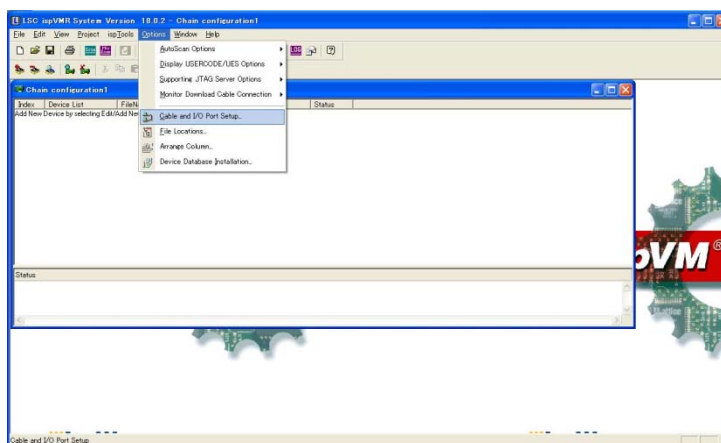 LSC ispVMR System Version 18.0.2 - Chain configuration1
File Edit View Project ispTools Options Window Help
AutoScan Options
Display USERCODE/UES Options
Supporting JTAG Server Options
Monitor Download Cable Connection
Cable and I/O Port Setup...
File Locations...
Arrange Column...
Device Database Installation...
Chain configuration1
Index Device List FileN Status
Add New Device by selecting Edit/Add Ne
pVM®
Status
Cable and I/O Port Setup